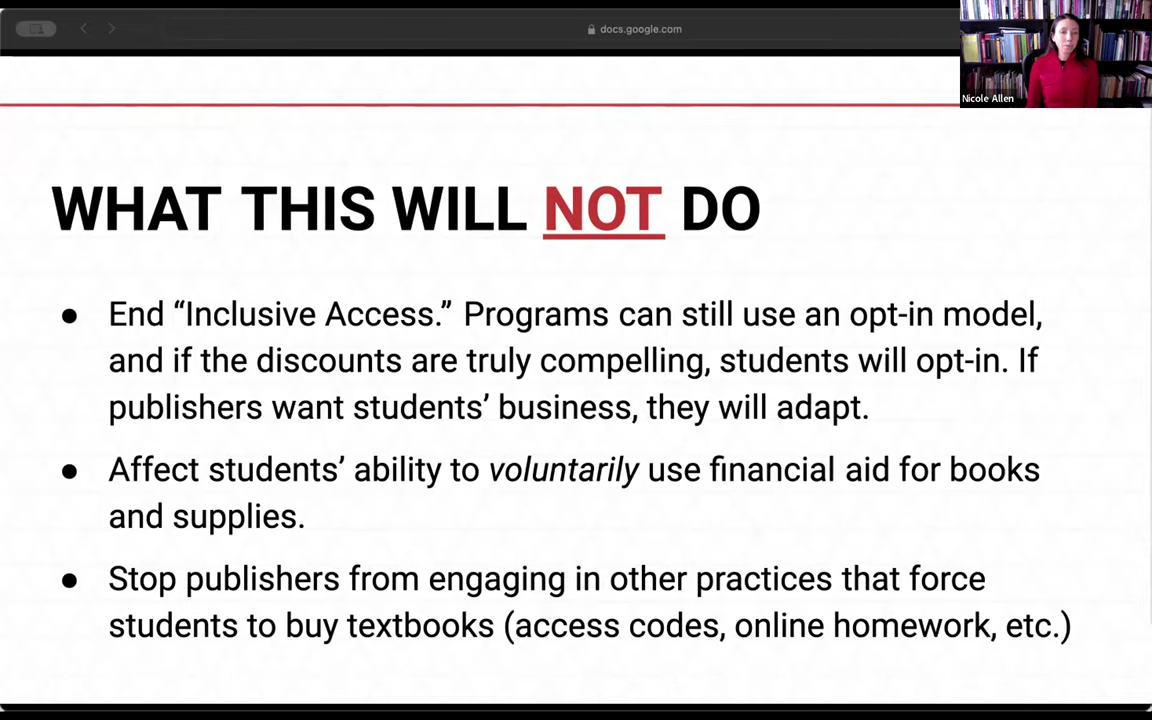 docs.google.com
Nicole Allen
WHAT THIS WILL NOT DO
● End “Inclusive Access.” Programs can still use an opt-in model,
and if the discounts are truly compelling, students will opt-in. If
publishers want students’ business, they will adapt.
● Affect students’ ability to voluntarily use financial aid for books
and supplies.
● Stop publishers from engaging in other practices that force
students to buy textbooks (access codes, online homework, etc.)